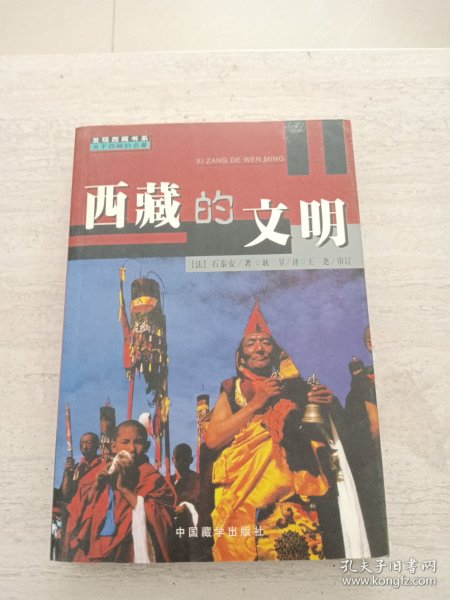 发现西藏书系
关于西藏的名著
XI ZANG DE WEN MING
西藏的文明
[法]石泰安/著 耿昇/译 王尧/审订
中国藏学出版社
孔夫子旧书网
www.kongfz.com